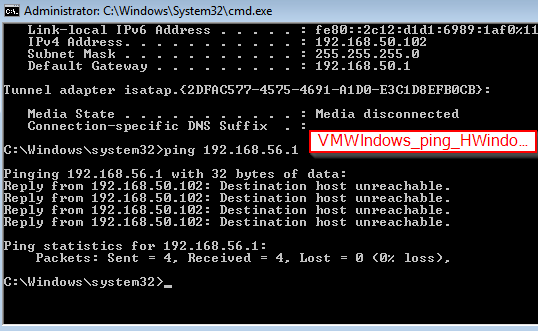 Administrator: C:\Windows\System32\cmd.exe
Link-local IPv6 Address . . . . . : fe80::2c12:d1d1:6989:1af0%11
IPv4 Address. . . . . . . . . . . : 192.168.50.102
Subnet Mask . . . . . . . . . . . : 255.255.255.0
Default Gateway . . . . . . . . . : 192.168.50.1
Tunnel adapter isatap.{2DFAC577-4575-4691-A1D0-E3C1D8EFB0CB}:
Media State . . . . . . . . . . . : Media disconnected
Connection-specific DNS Suffix . :
VMWIndows_ping_HWindo...
C:\Windows\system32>ping 192.168.56.1
Pinging 192.168.56.1 with 32 bytes of data:
Reply from 192.168.50.102: Destination host unreachable.
Reply from 192.168.50.102: Destination host unreachable.
Reply from 192.168.50.102: Destination host unreachable.
Reply from 192.168.50.102: Destination host unreachable.
Ping statistics for 192.168.56.1:
Packets: Sent = 4, Received = 4, Lost = 0 (0% loss),
C:\Windows\system32>_